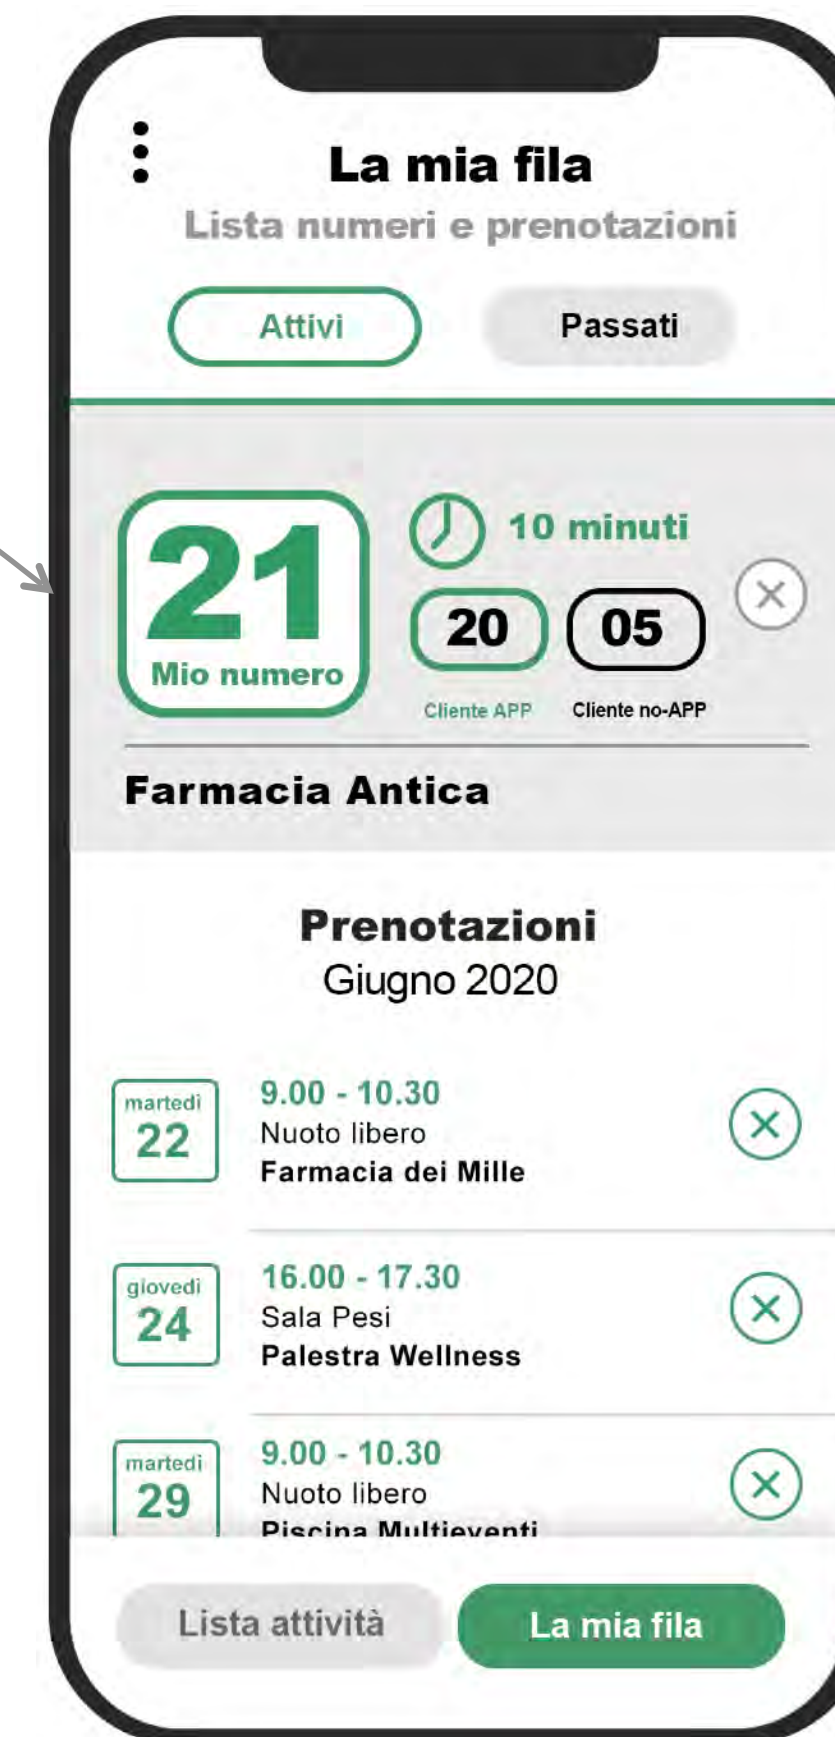 La mia fila
Lista numeri e prenotazioni
Attivi
Passati
21
Mio numero
10 minuti
20
05
Cliente APP
Cliente no-APP
Farmacia Antica
Prenotazioni
Giugno 2020
martedì
22
9.00 - 10.30
Nuoto libero
Farmacia dei Mille
giovedì
24
16.00 - 17.30
Sala Pesi
Palestra Wellness
martedì
29
9.00 - 10.30
Nuoto libero
Piscina Multieventi
Lista attività
La mia fila